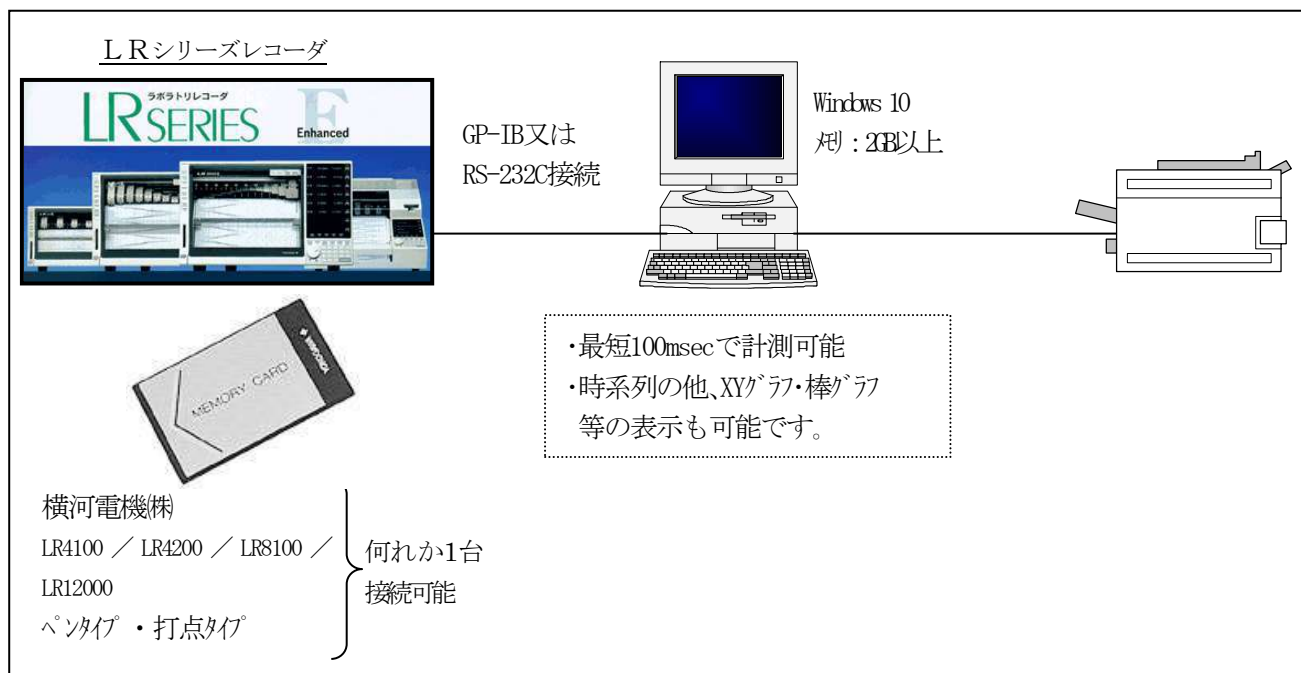 LRシリーズレコーダ
ラボラトリレコーダ
LR SERIES
F
Enhanced
GP-IB又は
RS-232C接続
Windows 10
ﾒﾓﾘ：2GB以上
MEMORY CARD
YOKOGAWA
・最短100msecで計測可能
・時系列の他、XYｸﾞﾗﾌ・棒ｸﾞﾗﾌ
等の表示も可能です。
横河電機㈱
LR4100 ／ LR4200 ／ LR8100 ／
LR12000
ﾍﾟﾝﾀｲﾌﾟ ・打点ﾀｲﾌﾟ
何れか1台
接続可能